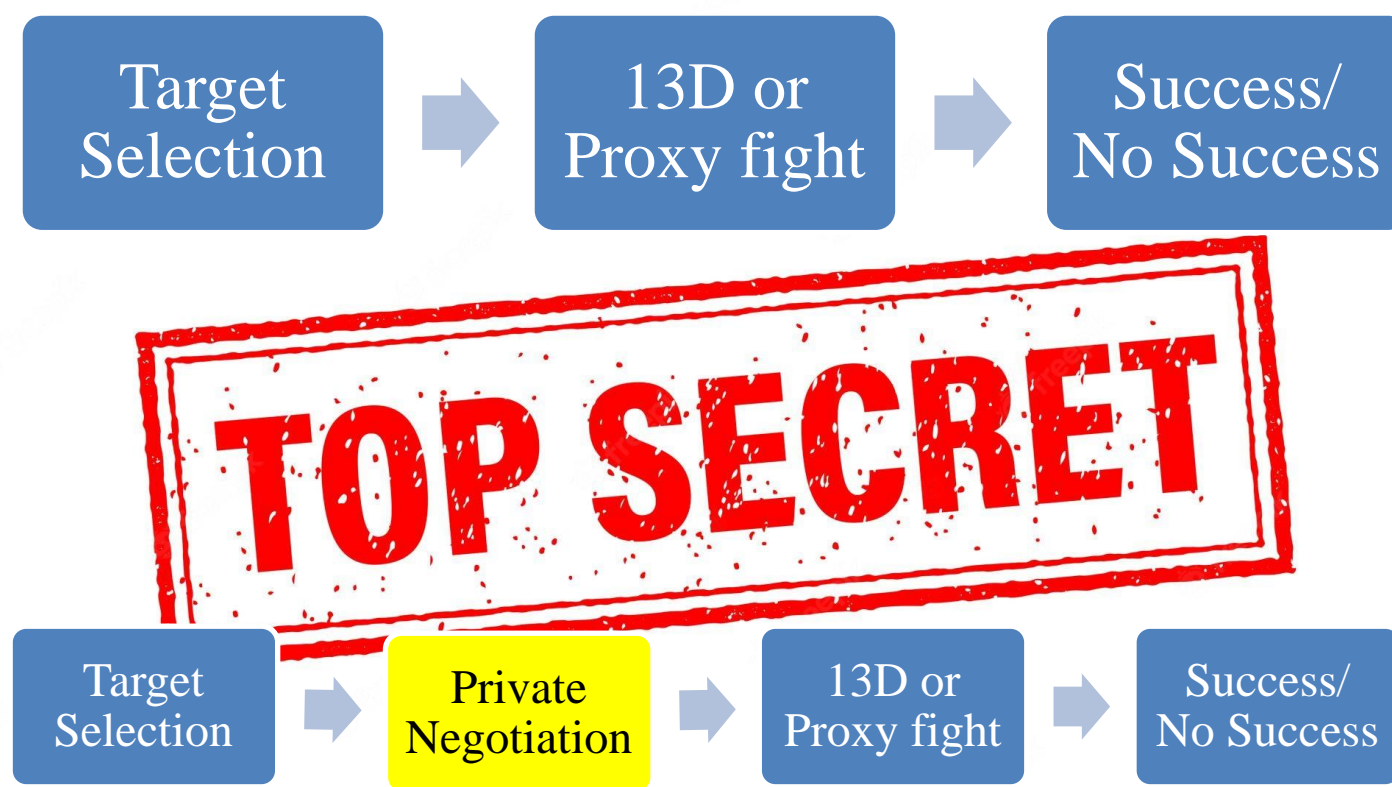 Target
Selection
13D or
Proxy fight
Success/
No Success
TOP SECRET
Target
Selection
Private
Negotiation
13D or
Proxy fight
Success/
No Success